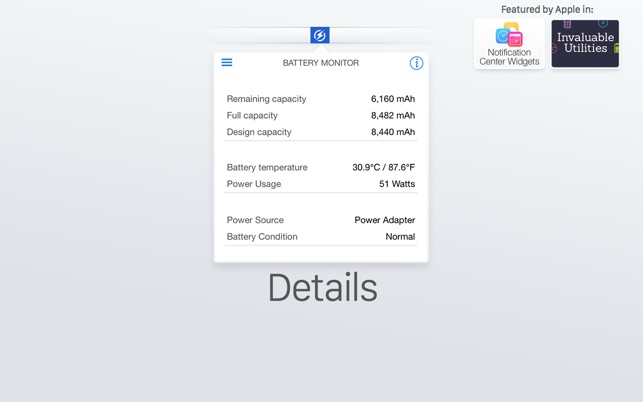 Featured by Apple in:
Notification
Center Widgets
Invaluable
Utilities
BATTERY MONITOR
Remaining capacity 6,160 mAh
Full capacity 8,482 mAh
Design capacity 8,440 mAh
Battery temperature 30.9°C / 87.6°F
Power Usage 51 Watts
Power Source Power Adapter
Battery Condition Normal
Details